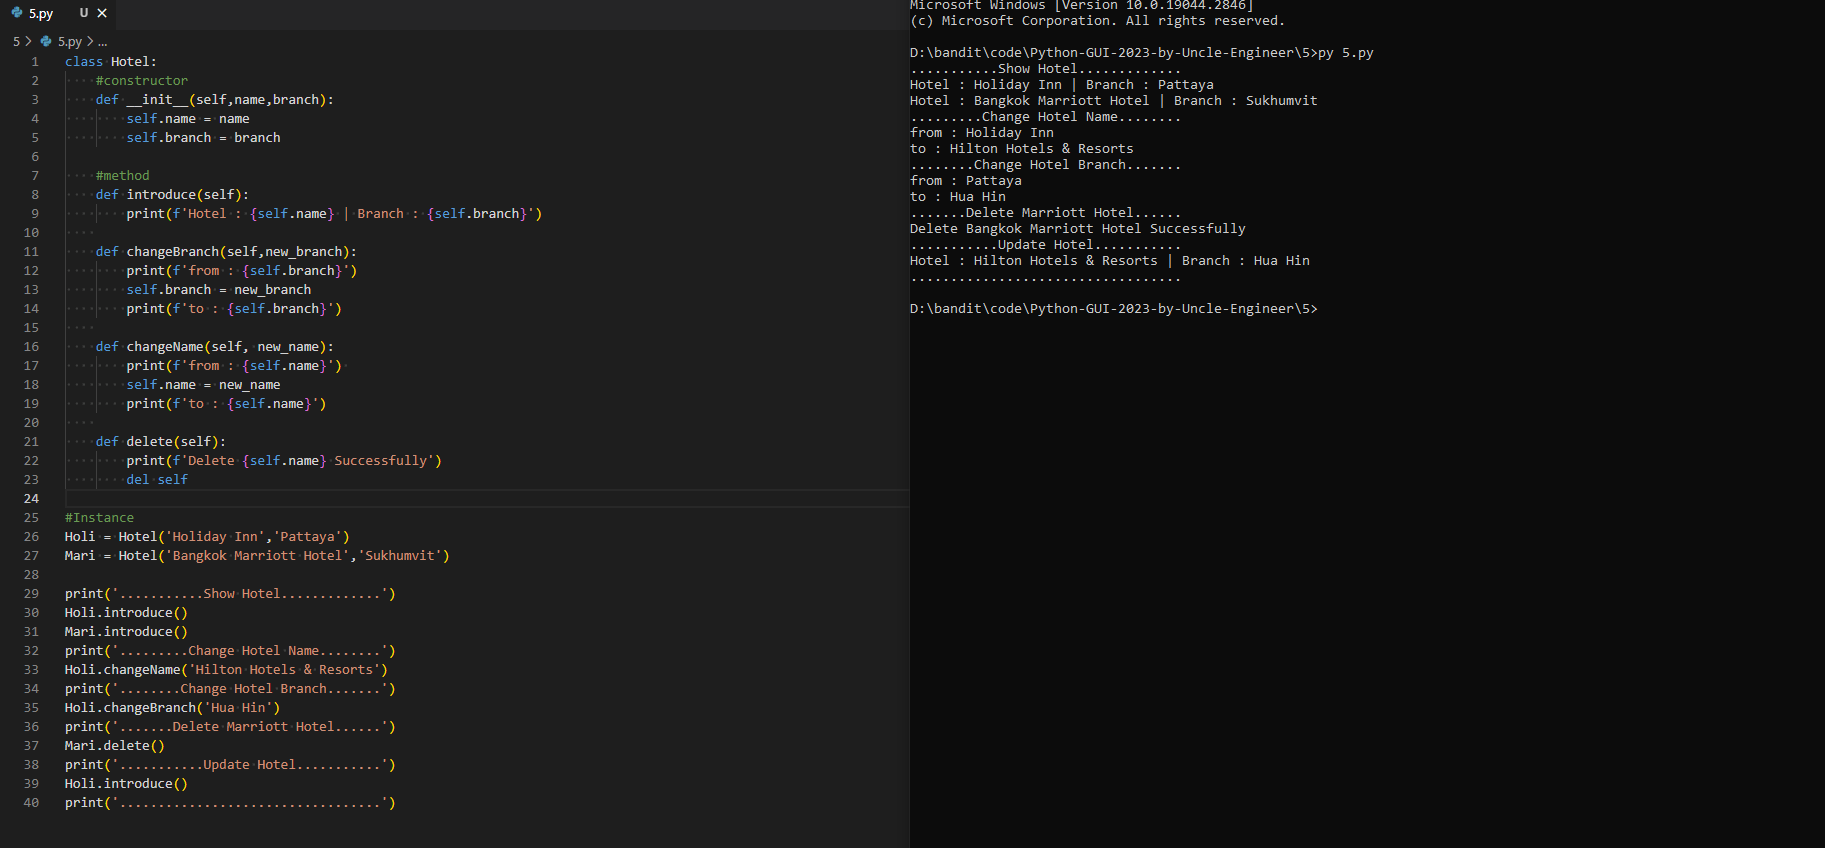 5.py U ×
5 > 5.py > ...
1 class Hotel:
2     #constructor
3     def __init__(self,name,branch):
4         self.name = name
5         self.branch = branch
6
7     #method
8     def introduce(self):
9         print(f'Hotel : {self.name} | Branch : {self.branch}')
10
11     def changeBranch(self,new_branch):
12         print(f'from : {self.branch}')
13         self.branch = new_branch
14         print(f'to : {self.branch}')
15
16     def changeName(self, new_name):
17         print(f'from : {self.name}')
18         self.name = new_name
19         print(f'to : {self.name}')
20
21     def delete(self):
22         print(f'Delete {self.name} Successfully')
23         del self
24
25 #Instance
26 Holi = Hotel('Holiday Inn','Pattaya')
27 Mari = Hotel('Bangkok Marriott Hotel','Sukhumvit')
28
29 print('...........Show Hotel.............')
30 Holi.introduce()
31 Mari.introduce()
32 print('.........Change Hotel Name........')
33 Holi.changeName('Hilton Hotels & Resorts')
34 print('........Change Hotel Branch.......')
35 Holi.changeBranch('Hua Hin')
36 print('.......Delete Marriott Hotel......')
37 Mari.delete()
38 print('...........Update Hotel...........')
39 Holi.introduce()
40 print('..................................')
Microsoft Windows [Version 10.0.19044.2846]
(c) Microsoft Corporation. All rights reserved.

D:\bandit\code\Python-GUI-2023-by-Uncle-Engineer\5>py 5.py
...........Show Hotel.............
Hotel : Holiday Inn | Branch : Pattaya
Hotel : Bangkok Marriott Hotel | Branch : Sukhumvit
.........Change Hotel Name........
from : Holiday Inn
to : Hilton Hotels & Resorts
........Change Hotel Branch.......
from : Pattaya
to : Hua Hin
.......Delete Marriott Hotel......
Delete Bangkok Marriott Hotel Successfully
...........Update Hotel...........
Hotel : Hilton Hotels & Resorts | Branch : Hua Hin
..................................

D:\bandit\code\Python-GUI-2023-by-Uncle-Engineer\5>